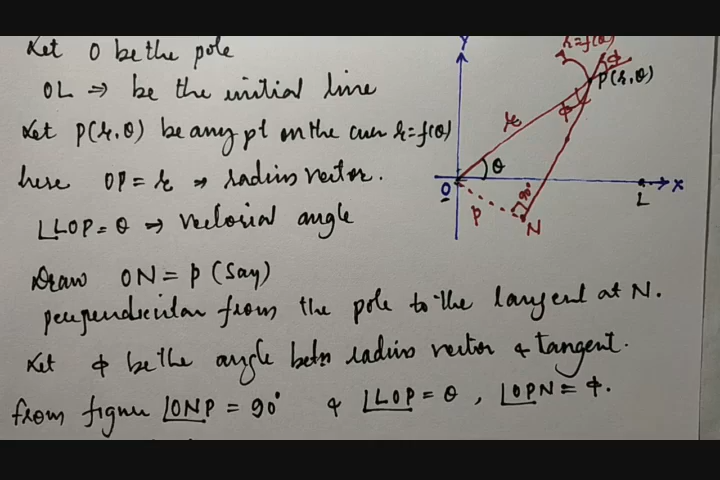 Let O be the pole
OL ⇒ be the initial line
Let P(r,θ) be any pt on the curve r=f(θ)
here OP = r ⇒ radius vector.
∠LOP = θ → vectorial angle
Draw ON = p (Say)
perpendicular from the pole to the tangent at N.
Let φ be the angle betn radius vector & tangent.
from figure ∠ONP = 90° & ∠LOP = θ, ∠OPN = φ.
Y
r=f(θ)
φ
P(r,θ)
φ
r
θ
O
L
X
90°
P
N